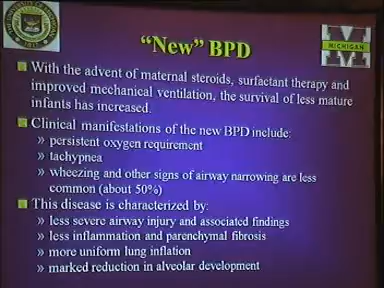 "New" BPD
MICHIGAN
With the advent of maternal steroids, surfactant therapy and
improved mechanical ventilation, the survival of less mature
infants has increased.
Clinical manifestations of the new BPD include:
» persistent oxygen requirement
» tachypnea
» wheezing and other signs of airway narrowing are less
common (about 50%)
This disease is characterized by:
» less severe airway injury and associated findings
» less inflammation and parenchymal fibrosis
» more uniform lung inflation
» marked reduction in alveolar development